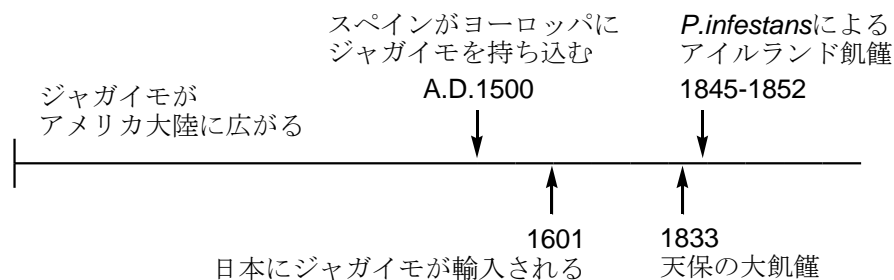 スペインがヨーロッパに
ジャガイモを持ち込む
A.D.1500
P.infestansによる
アイルランド飢饉
1845-1852
ジャガイモが
アメリカ大陸に広がる
1601
日本にジャガイモが輸入される
1833
天保の大飢饉